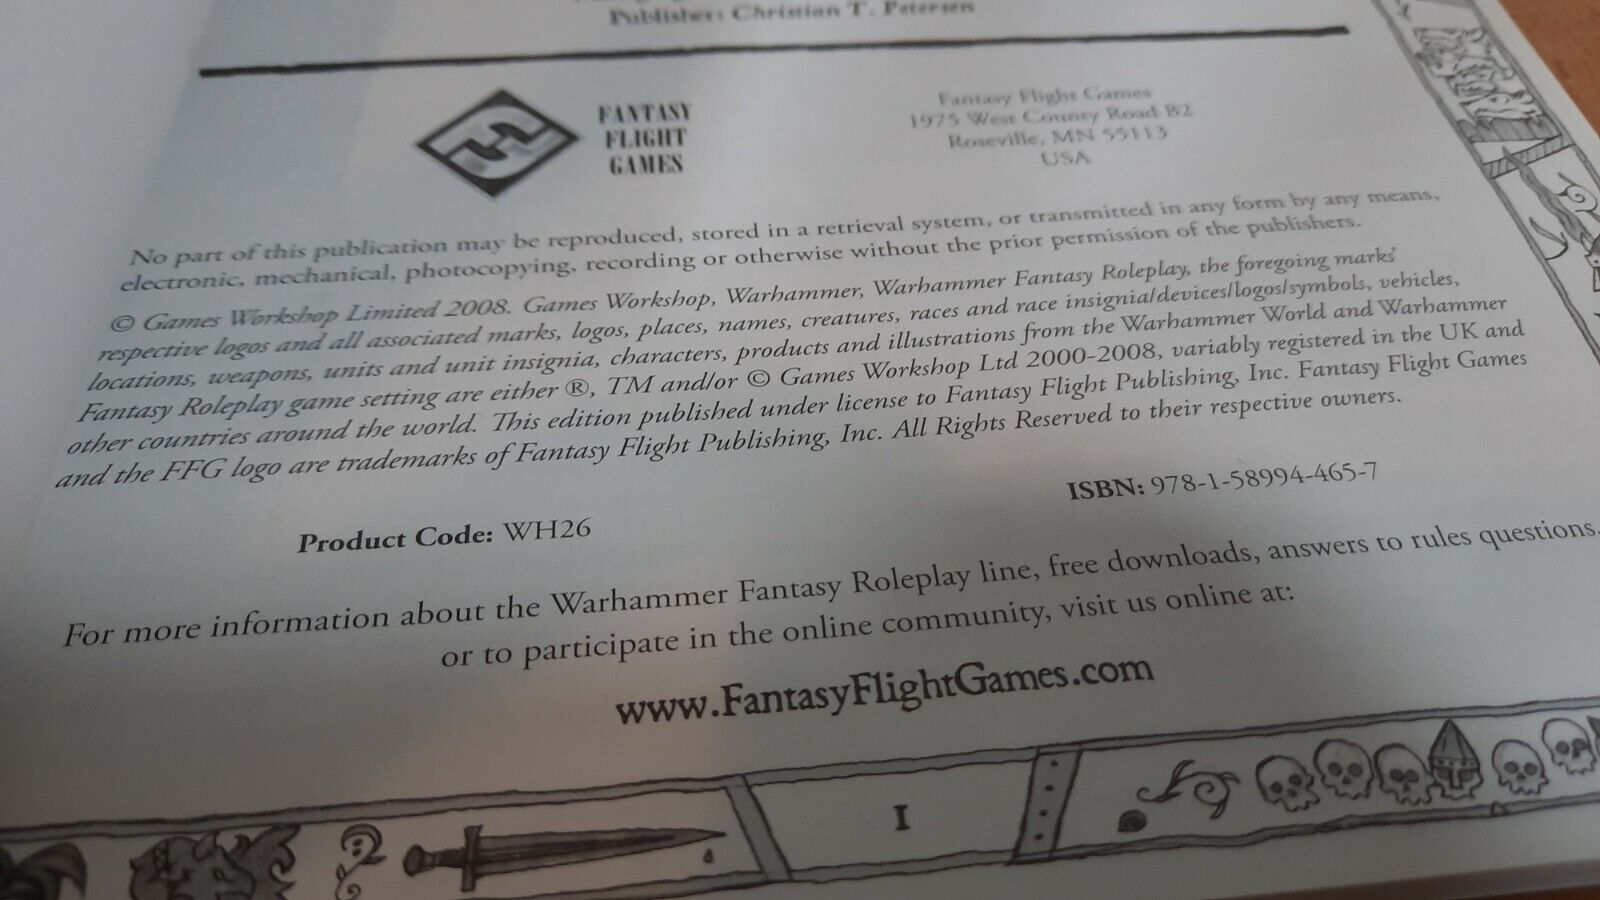 Publisher: Christian T. Petersen
FANTASY
FLIGHT
GAMES
Fantasy Flight Games
1975 West County Road B2
Roseville, MN 55113
USA
No part of this publication may be reproduced, stored in a retrieval system, or transmitted in any form by any means,
electronic, mechanical, photocopying, recording or otherwise without the prior permission of the publishers.
© Games Workshop Limited 2008. Games Workshop, Warhammer, Warhammer Fantasy Roleplay, the foregoing marks'
respective logos and all associated marks, logos, places, names, creatures, races and race insignia/devices/logos/symbols, vehicles,
locations, weapons, units and unit insignia, characters, products and illustrations from the Warhammer World and Warhammer
Fantasy Roleplay game setting are either ®, TM and/or © Games Workshop Ltd 2000-2008, variably registered in the UK and
other countries around the world. This edition published under license to Fantasy Flight Publishing, Inc. Fantasy Flight Games
and the FFG logo are trademarks of Fantasy Flight Publishing, Inc. All Rights Reserved to their respective owners.
Product Code: WH26
ISBN: 978-1-58994-465-7
For more information about the Warhammer Fantasy Roleplay line, free downloads, answers to rules questions,
or to participate in the online community, visit us online at:
www.FantasyFlightGames.com
I